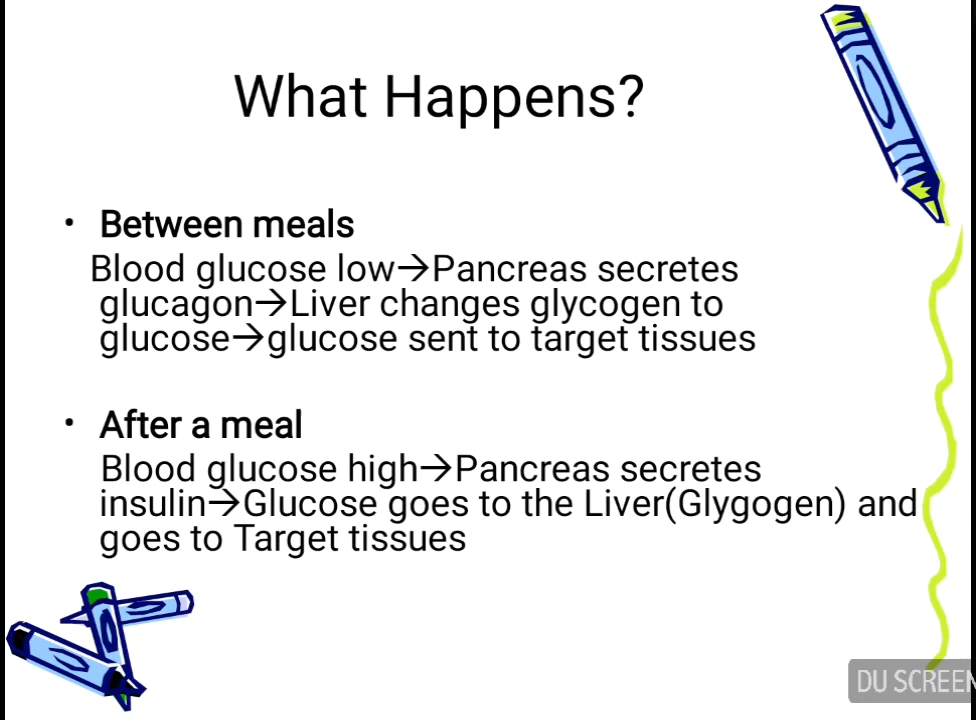 What Happens?
• Between meals
Blood glucose low→Pancreas secretes
glucagon→Liver changes glycogen to
glucose→glucose sent to target tissues
• After a meal
Blood glucose high→Pancreas secretes
insulin→Glucose goes to the Liver(Glygogen) and
goes to Target tissues
DU SCREEN